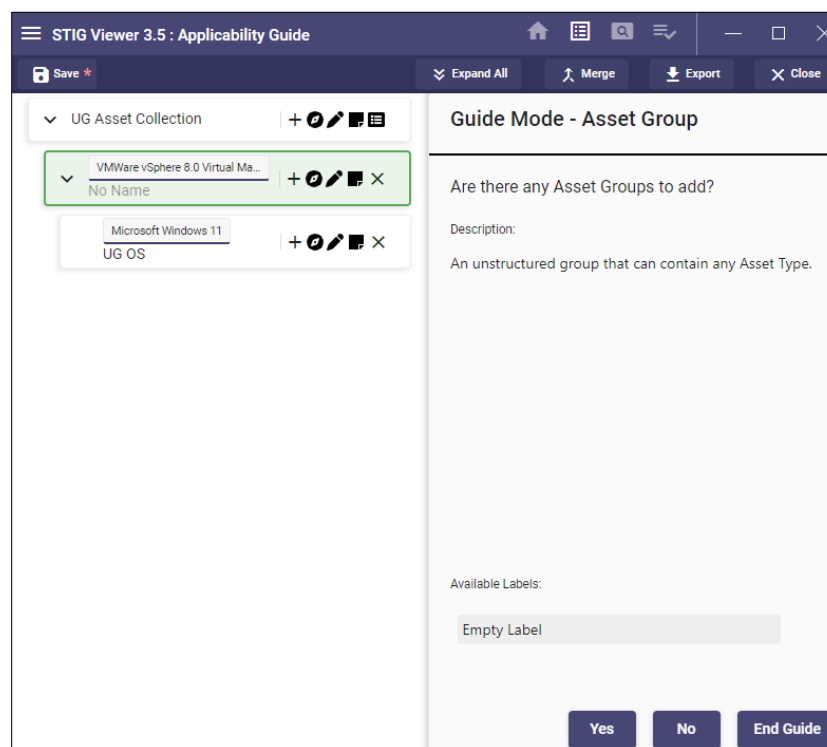 STIG Viewer 3.5 : Applicability Guide
Save *
Expand All
Merge
Export
Close
UG Asset Collection
VMWare vSphere 8.0 Virtual Ma...
No Name
Microsoft Windows 11
UG OS
Guide Mode - Asset Group
Are there any Asset Groups to add?
Description:
An unstructured group that can contain any Asset Type.
Available Labels:
Empty Label
Yes
No
End Guide